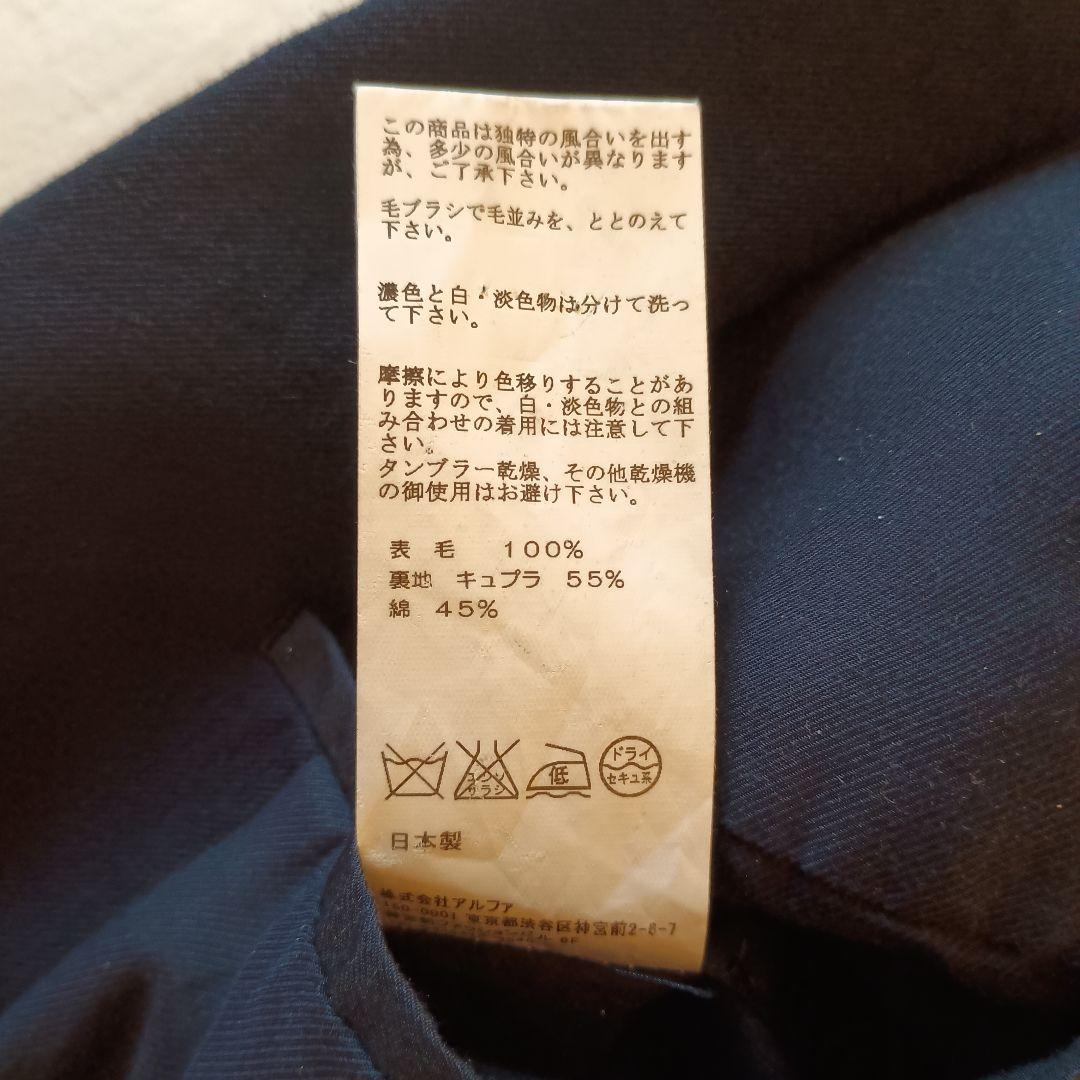 この商品は独特の風合いを出す
為、多少の風合いが異なります
が、ご了承下さい。
毛ブラシで毛並みを、ととのえて
下さい。
濃色と白・淡色物は分けて洗っ
て下さい。
摩擦により色移りすることがあ
りますので、白・淡色物との組
み合わせの着用には注意して下
さい。
タンブラー乾燥、その他乾燥機
の御使用はお避け下さい。
表 毛 100%
裏地 キュプラ 55%
綿 45%
エンソ
サラシ
低
ドライ
セキユ系
日本製
株式会社アルファ
150-0001 東京都渋谷区神宮前2-8-7
6F